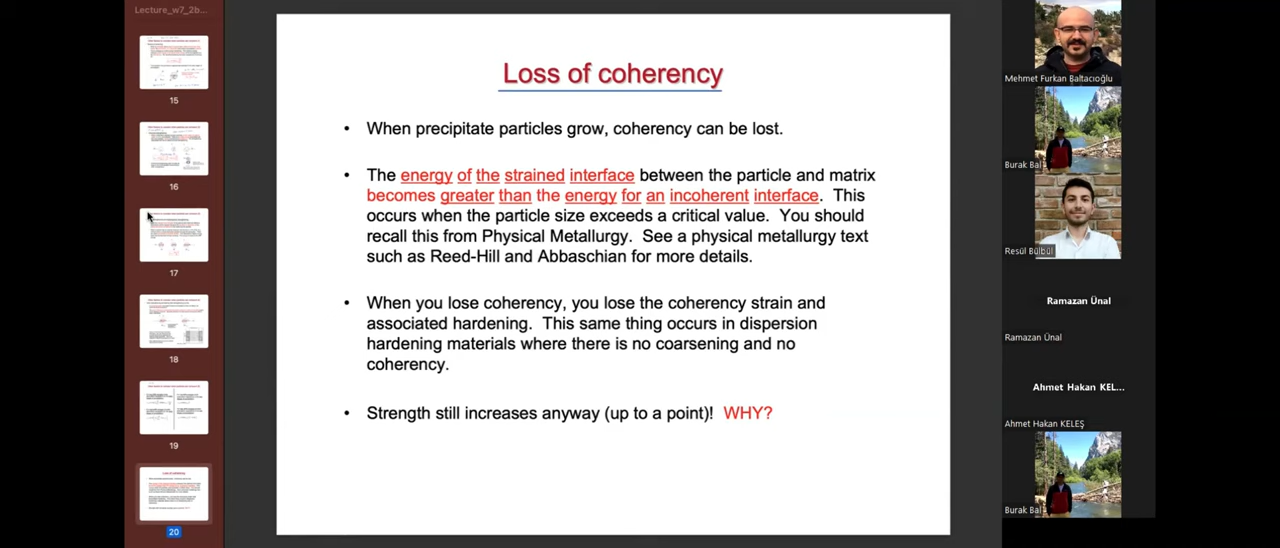 Lecture_w7_2b...
15
16
17
18
19
20
Loss of coherency
• When precipitate particles grow, coherency can be lost.
• The energy of the strained interface between the particle and matrix
becomes greater than the energy for an incoherent interface. This
occurs when the particle size exceeds a critical value. You should
recall this from Physical Metallurgy. See a physical metallurgy text
such as Reed-Hill and Abbaschian for more details.
• When you lose coherency, you lose the coherency strain and
associated hardening. This same thing occurs in dispersion
hardening materials where there is no coarsening and no
coherency.
• Strength still increases anyway (up to a point)! WHY?
Mehmet Furkan Baltacıoğlu
Burak Bal
Resül Bülbül
Ramazan Ünal
Ramazan Ünal
Ahmet Hakan KEL...
Ahmet Hakan KELEŞ
Burak Bal